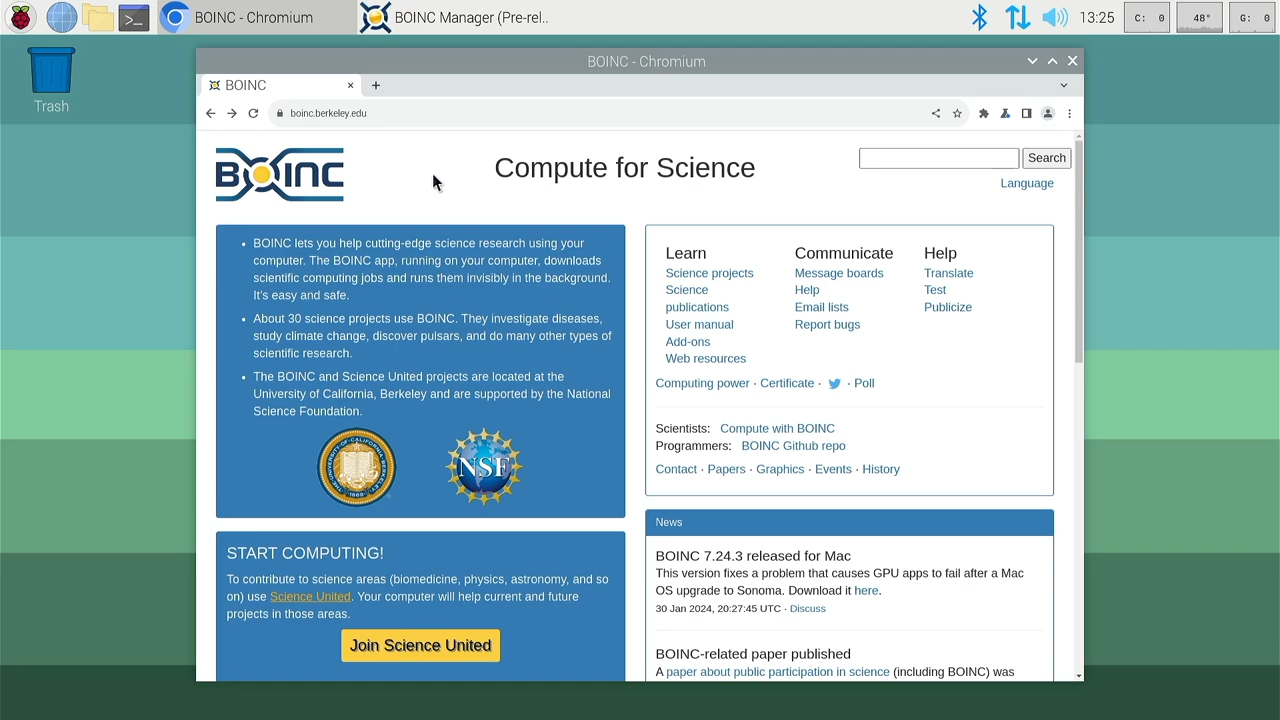 BOINC - Chromium
BOINC Manager (Pre-rel..
13:25
C: 0
48°
G: 0
Trash
BOINC - Chromium
BOINC
boinc.berkeley.edu
BOINC
Compute for Science
Search
Language
BOINC lets you help cutting-edge science research using your
computer. The BOINC app, running on your computer, downloads
scientific computing jobs and runs them invisibly in the background.
It's easy and safe.
About 30 science projects use BOINC. They investigate diseases,
study climate change, discover pulsars, and do many other types of
scientific research.
The BOINC and Science United projects are located at the
University of California, Berkeley and are supported by the National
Science Foundation.
NSF
START COMPUTING!
To contribute to science areas (biomedicine, physics, astronomy, and so
on) use Science United. Your computer will help current and future
projects in those areas.
Join Science United
Learn
Science projects
Science
publications
User manual
Add-ons
Web resources
Communicate
Message boards
Help
Email lists
Report bugs
Help
Translate
Test
Publicize
Computing power · Certificate · · Poll
Scientists: Compute with BOINC
Programmers: BOINC Github repo
Contact · Papers · Graphics · Events · History
News
BOINC 7.24.3 released for Mac
This version fixes a problem that causes GPU apps to fail after a Mac
OS upgrade to Sonoma. Download it here.
30 Jan 2024, 20:27:45 UTC · Discuss
BOINC-related paper published
A paper about public participation in science (including BOINC) was